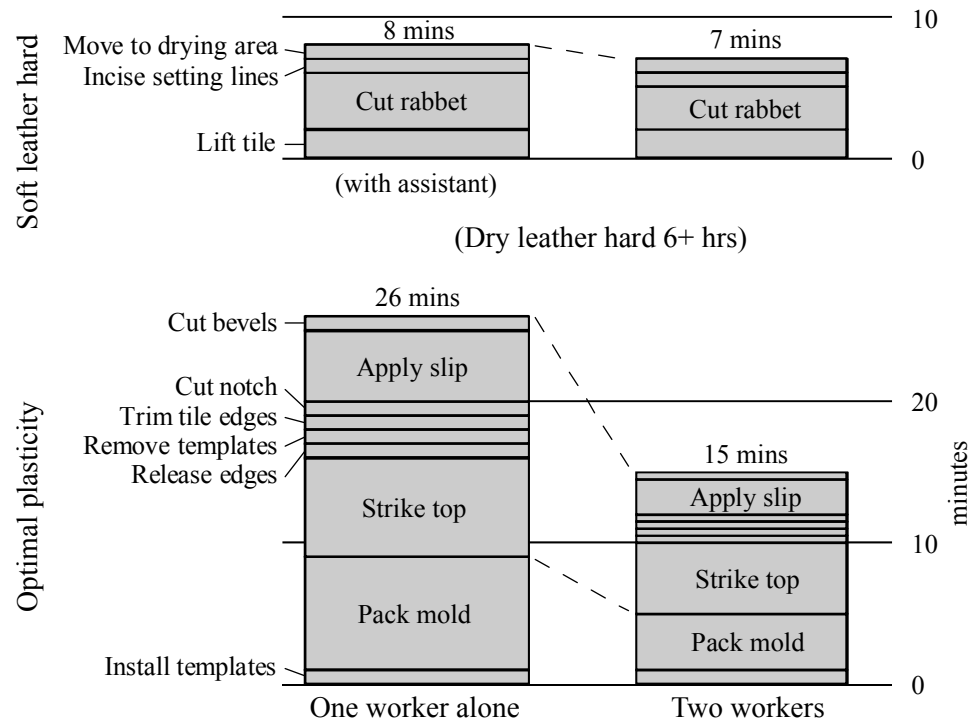 10
8 mins
7 mins
Move to drying area
Incise setting lines
Cut rabbet
Cut rabbet
Lift tile
0
(with assistant)
Soft leather hard
(Dry leather hard 6+ hrs)
26 mins
Cut bevels
Apply slip
Cut notch
20
Trim tile edges
Remove templates
15 mins
Release edges
Apply slip
Strike top
10
Strike top
Pack mold
Pack mold
Install templates
0
One worker alone
Two workers
Optimal plasticity
minutes